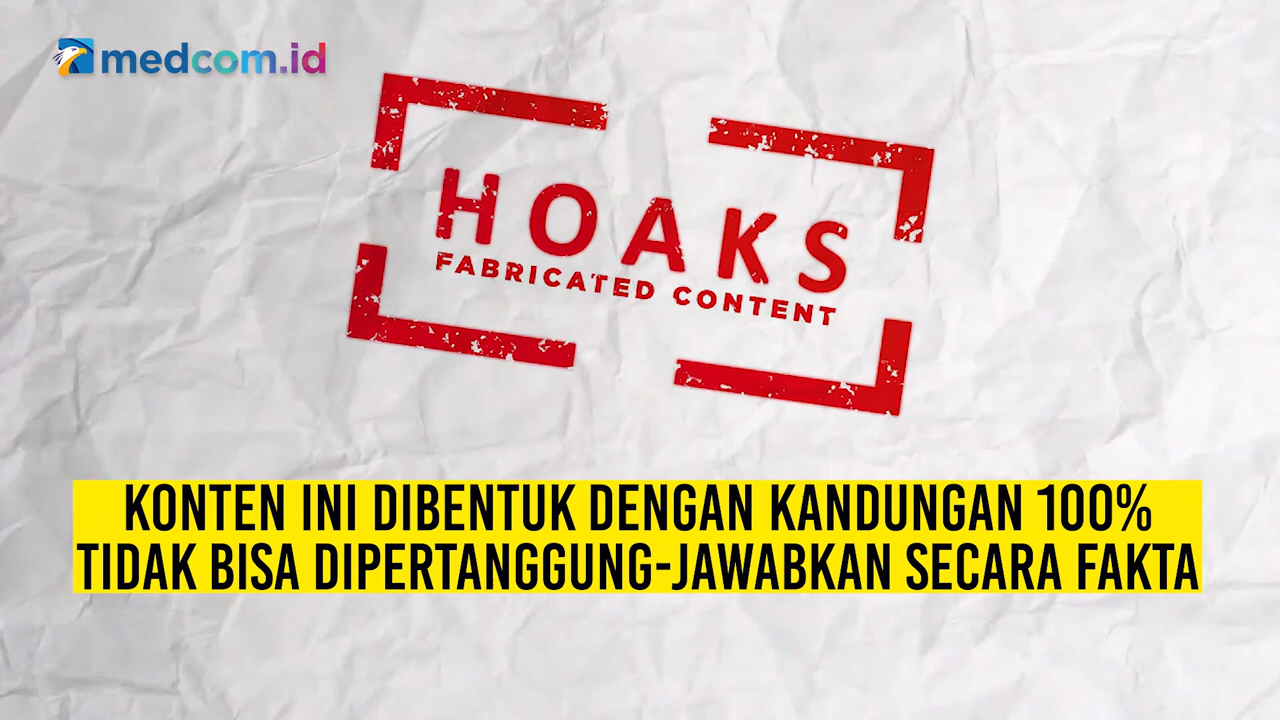 medcom.id
HOAKS
FABRICATED CONTENT
KONTEN INI DIBENTUK DENGAN KANDUNGAN 100%
TIDAK BISA DIPERTANGGUNG-JAWABKAN SECARA FAKTA